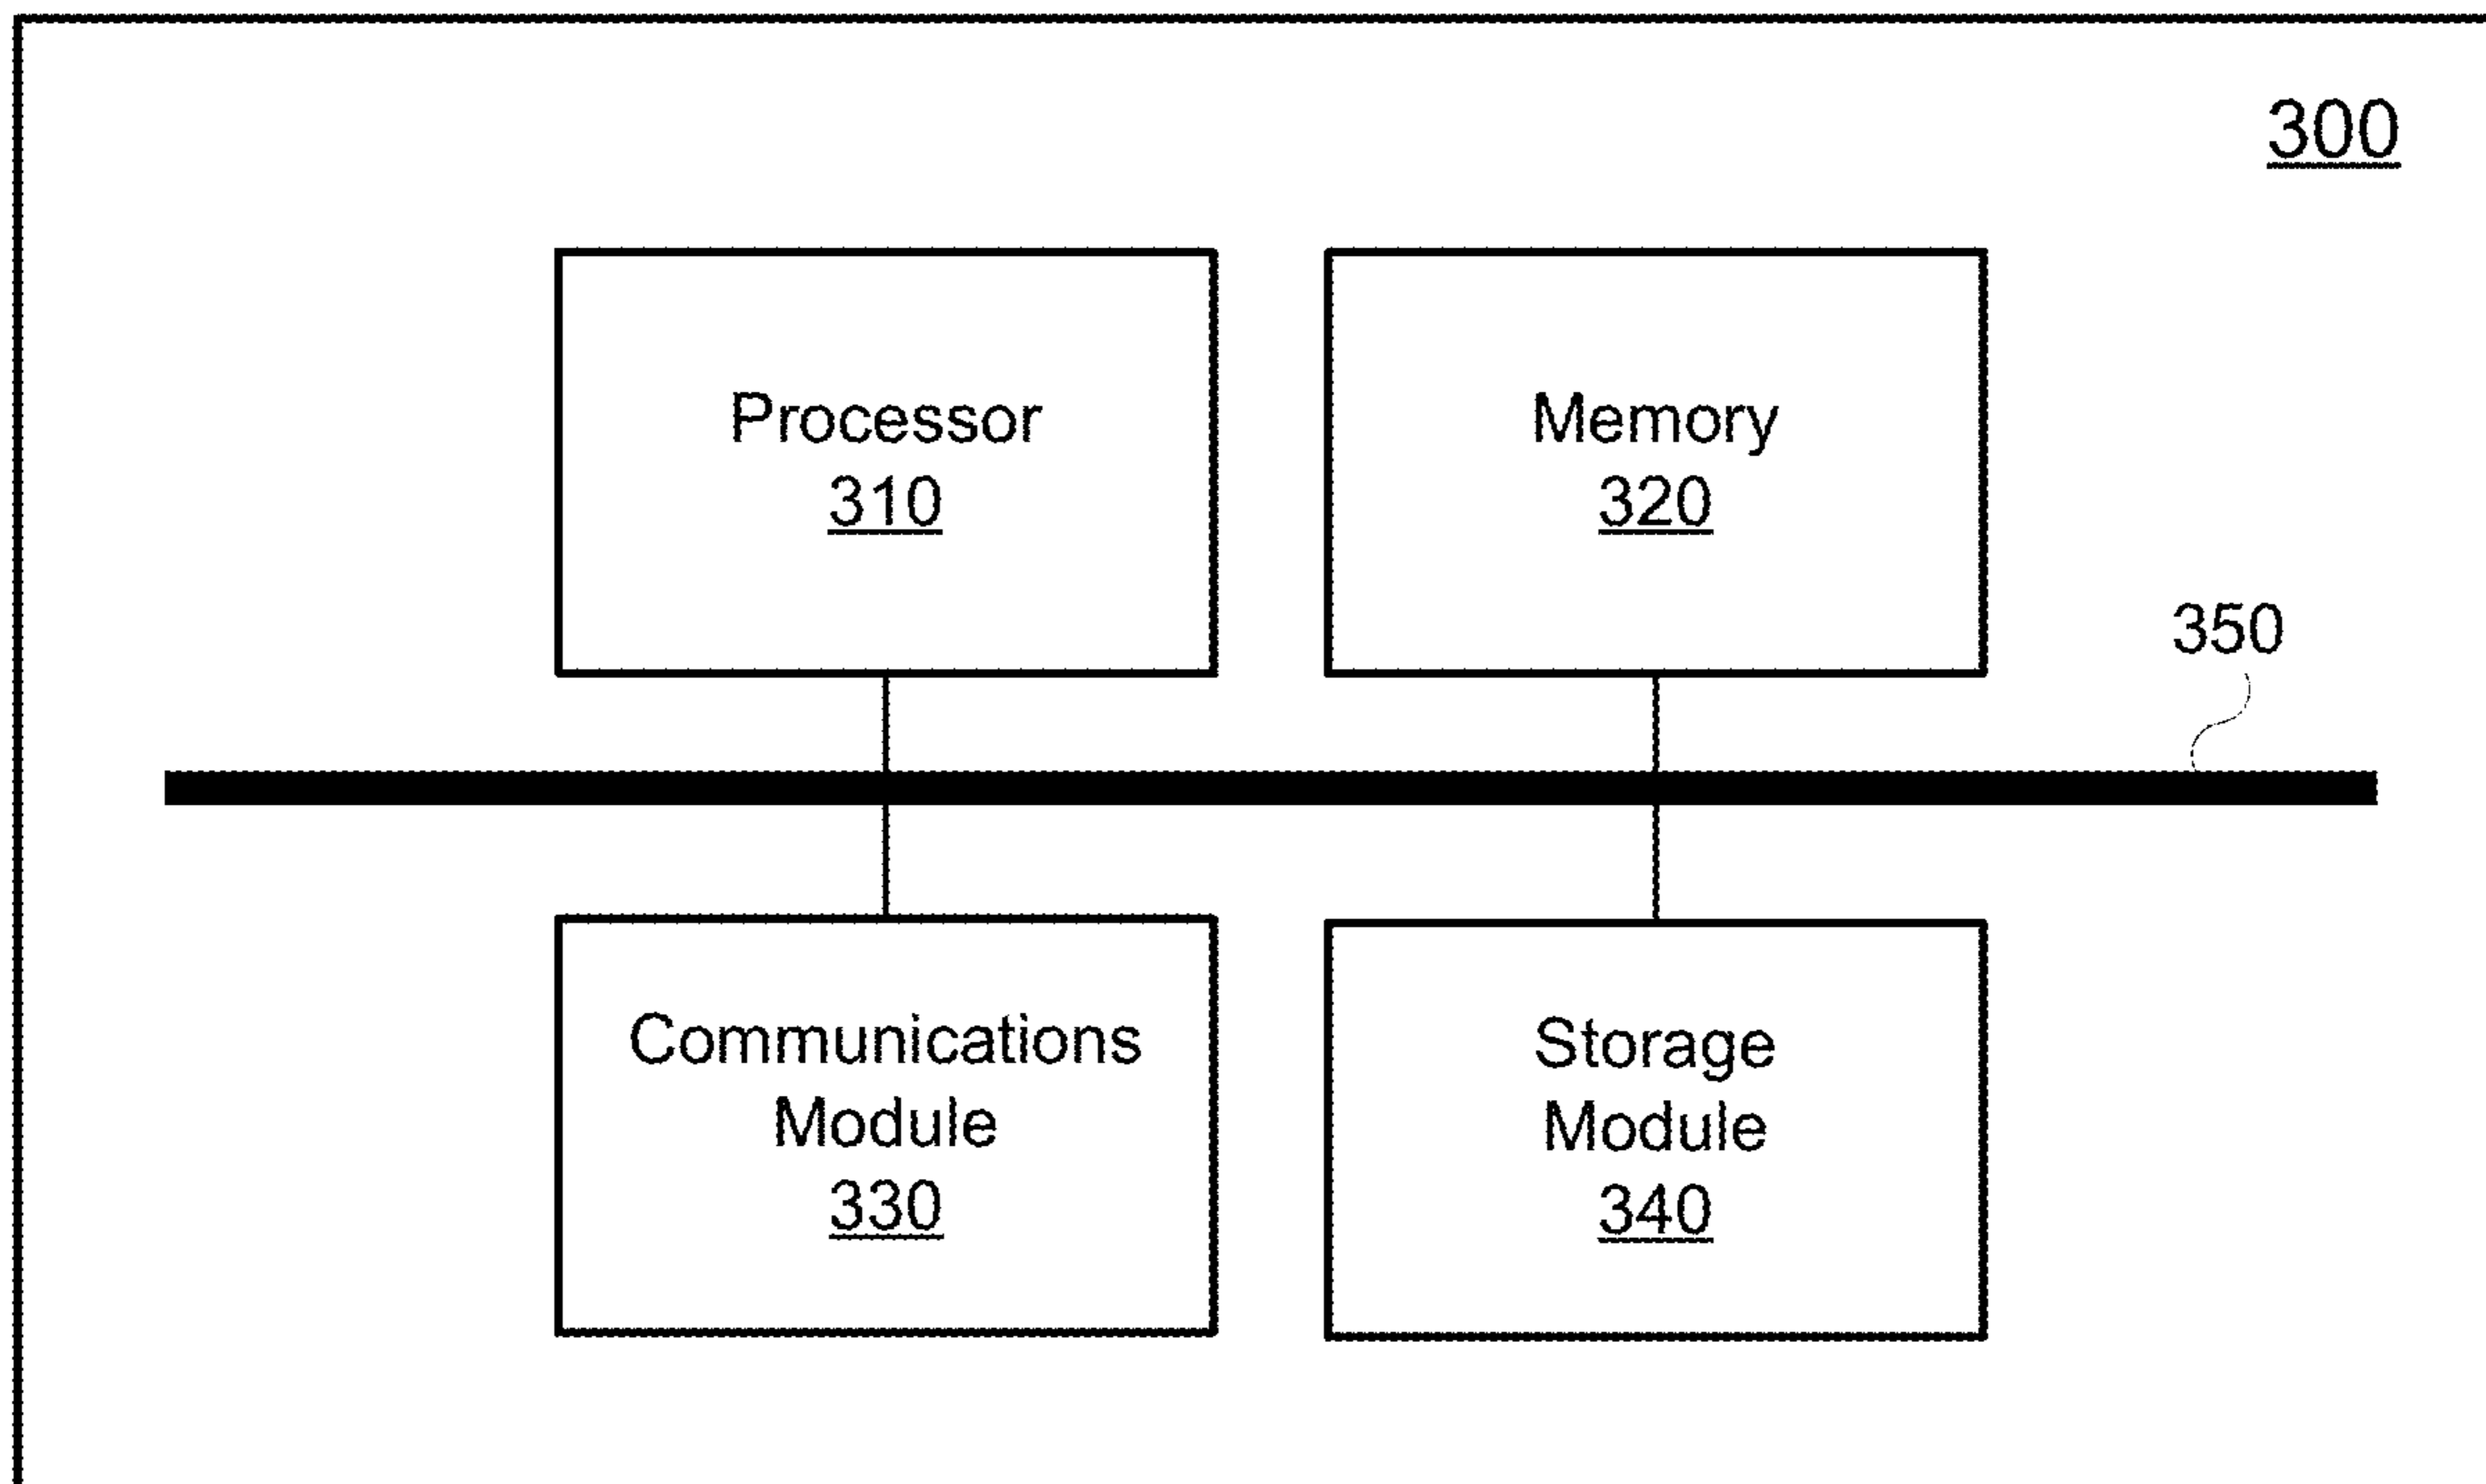 300
Processor
310
Memory
320
350
Communications
Module
330
Storage
Module
340